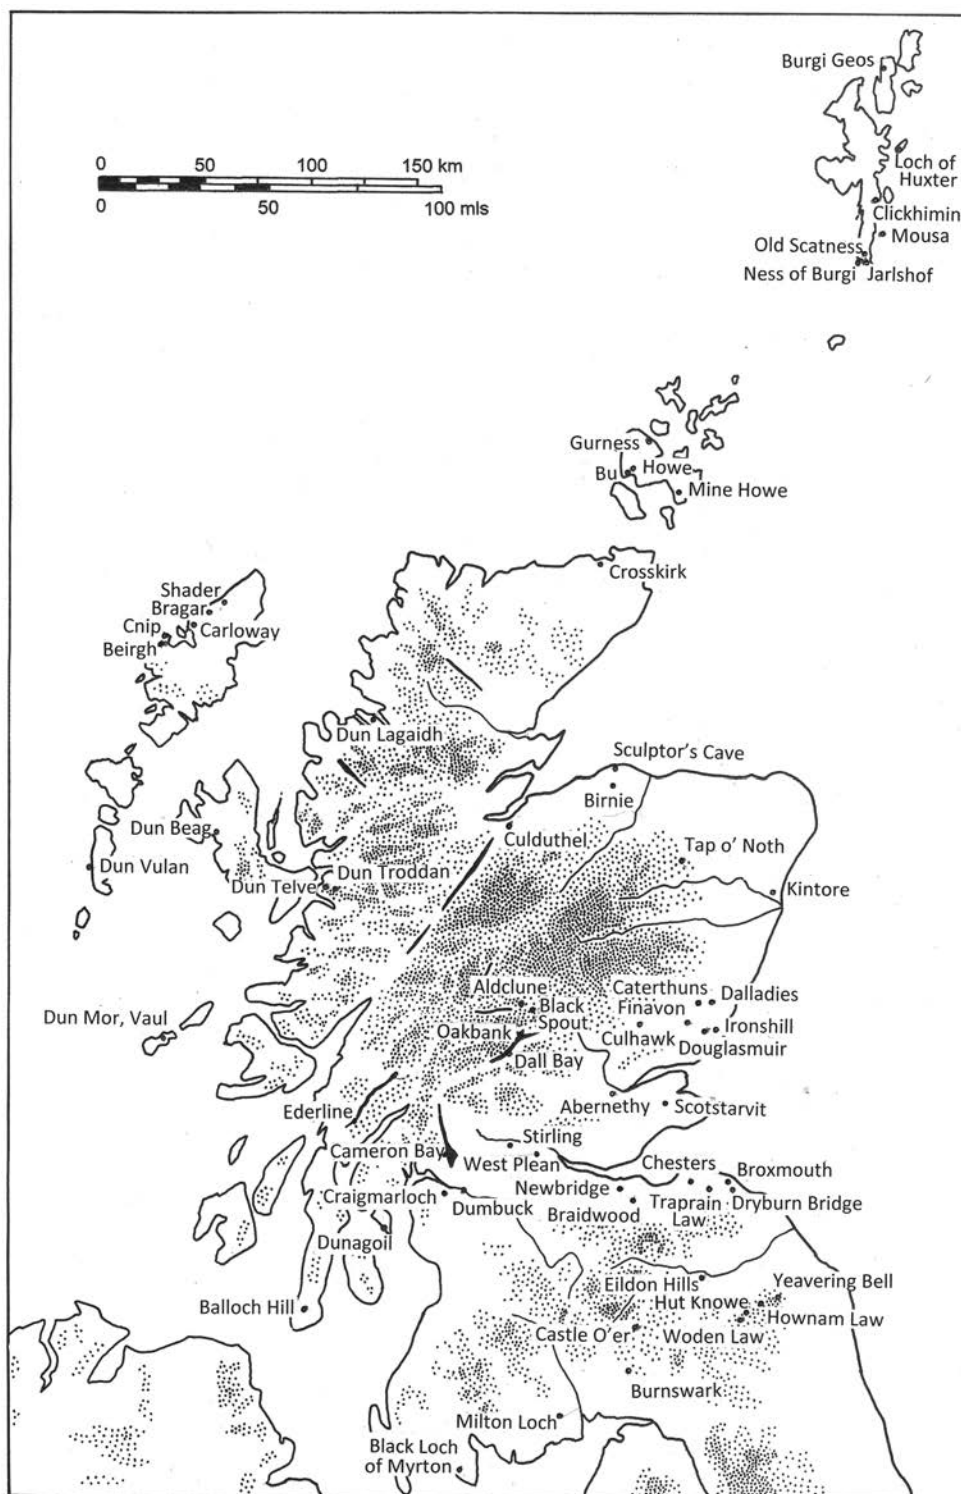 Burgi Geos
0 50 100 150 km
0 50 100 mls
Loch of
Huxter
Clickhimin
Mousa
Old Scatness
Ness of Burgi Jarlshof
Gurness
Howe
Bu
Mine Howe
Crosskirk
Shader
Bragar
Cnip
Carloway
Beirgh
Dun Lagaidh
Sculptor's Cave
Birnie
Dun Beag
Culduthel
Tap o' Noth
Dun Vulan
Dun Troddan
Dun Telve
Kintore
Aldclune
Caterthuns
Dalladies
Black
Spout
Finavon
Dun Mor, Vaul
Oakbank
Culhawk
Ironshill
Douglasmuir
Dall Bay
Ederline
Abernethy
Scotstarvit
Stirling
Cameron Bay
West Plean
Chesters
Broxmouth
Craigmarloch
Dumbuck
Newbridge
Braidwood
Traprain
Law
Dryburn Bridge
Dunagoil
Eildon Hills
Yeavering Bell
Balloch Hill
Hut Knowe
Hownam Law
Castle O'er
Woden Law
Burnswark
Milton Loch
Black Loch
of Myrton